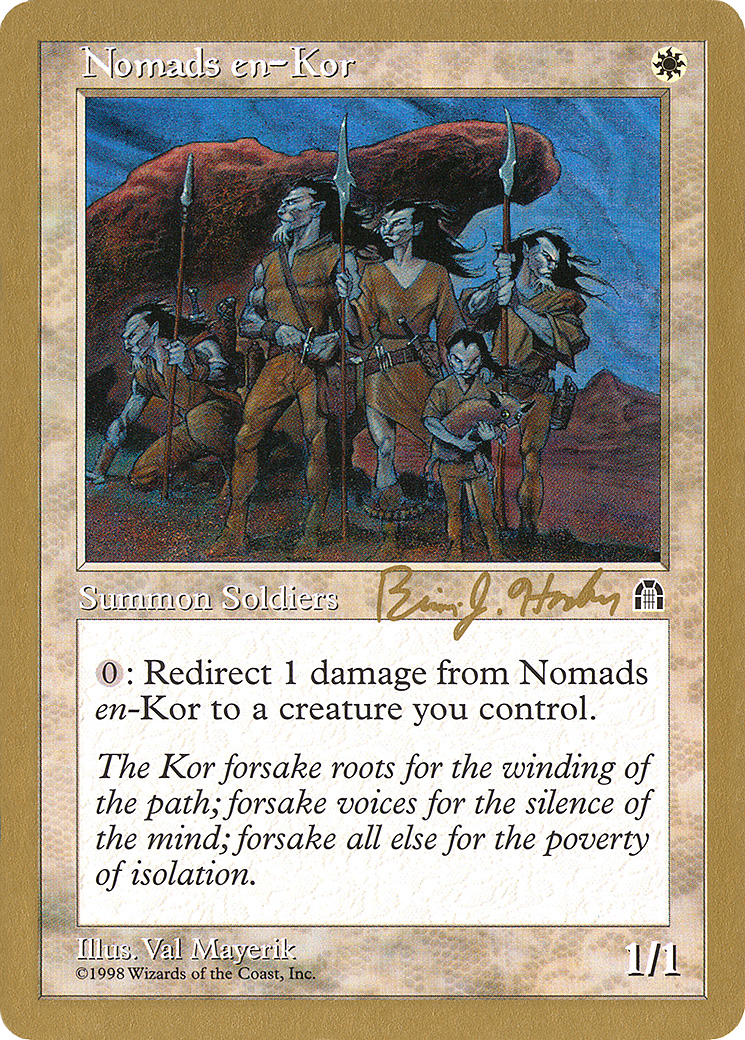 Nomads en-Kor
Summon Soldiers
Brian J. Hacker
0: Redirect 1 damage from Nomads
en-Kor to a creature you control.
The Kor forsake roots for the winding of
the path; forsake voices for the silence of
the mind; forsake all else for the poverty
of isolation.
Illus. Val Mayerik
1/1
©1998 Wizards of the Coast, Inc.